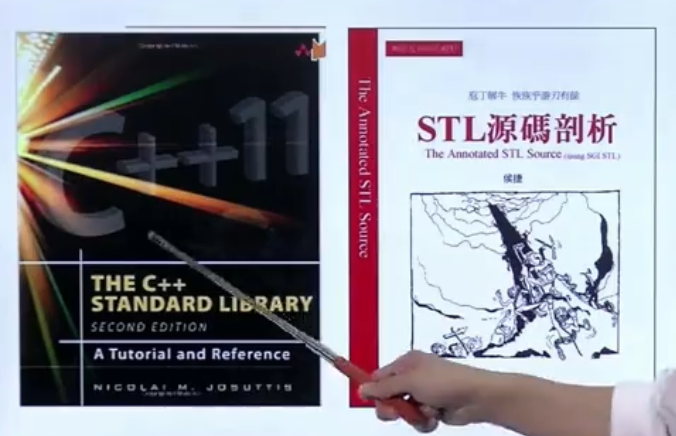 C++11
THE C++
STANDARD LIBRARY
SECOND EDITION
A Tutorial and Reference
NICOLAI M. JOSUTTIS
The Annotated STL Source
庖丁解牛 恢恢乎游刃有餘
STL源碼剖析
The Annotated STL Source (using SGI STL)
侯捷